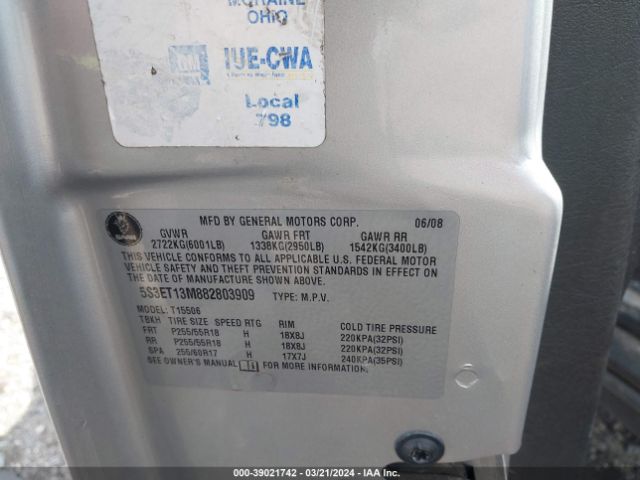 MORAINE
OHIO
GM
IUE-CWA
Local
798
MFD BY GENERAL MOTORS CORP. 06/08
GVWR GAWR FRT GAWR RR
2722KG(6001LB) 1338KG(2950LB) 1542KG(3400LB)
THIS VEHICLE CONFORMS TO ALL APPLICABLE U.S. FEDERAL MOTOR
VEHICLE SAFETY AND THEFT PREVENTION STANDARDS IN EFFECT ON
THE DATE OF MANUFACTURE SHOWN ABOVE.
5S3ET13M882803909 TYPE: M.P.V.
MODEL: T15506
TBKH TIRE SIZE SPEED RTG RIM COLD TIRE PRESSURE
FRT P255/55R18 H 18X8J 220KPA(32PSI)
RR P255/55R18 H 18X8J 220KPA(32PSI)
SPA 255/60R17 H 17X7J 240KPA(35PSI)
SEE OWNER'S MANUAL FOR MORE INFORMATION.
000-39021742 - 03/21/2024 - IAA Inc.